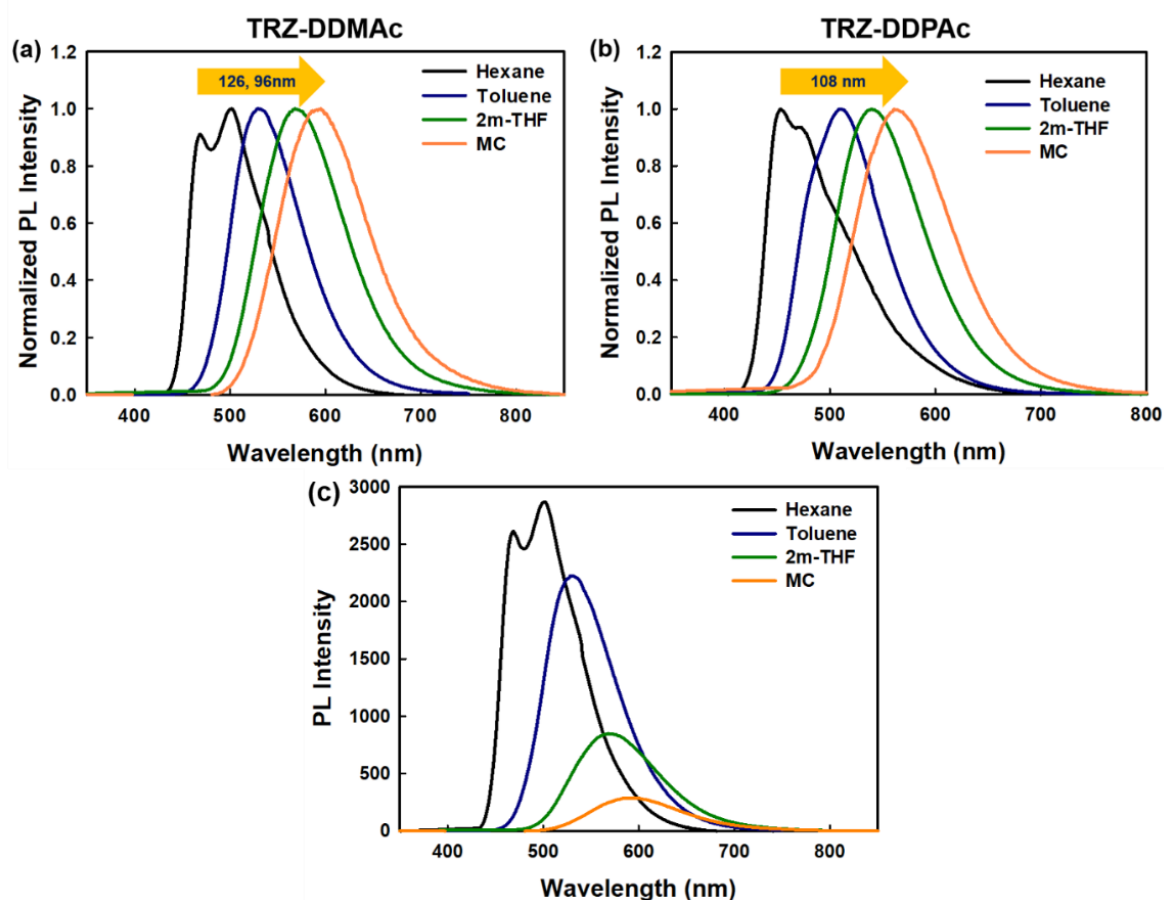 TRZ-DDMAc
(a)
126, 96nm
Hexane
Toluene
2m-THF
MC
Normalized PL Intensity
1.2
1.0
0.8
0.6
0.4
0.2
0.0
400
500
600
700
800
Wavelength (nm)
TRZ-DDPAc
(b)
108 nm
Hexane
Toluene
2m-THF
MC
Normalized PL Intensity
1.2
1.0
0.8
0.6
0.4
0.2
0.0
400
500
600
700
800
Wavelength (nm)
(c)
Hexane
Toluene
2m-THF
MC
PL Intensity
3000
2500
2000
1500
1000
500
0
400
500
600
700
800
Wavelength (nm)